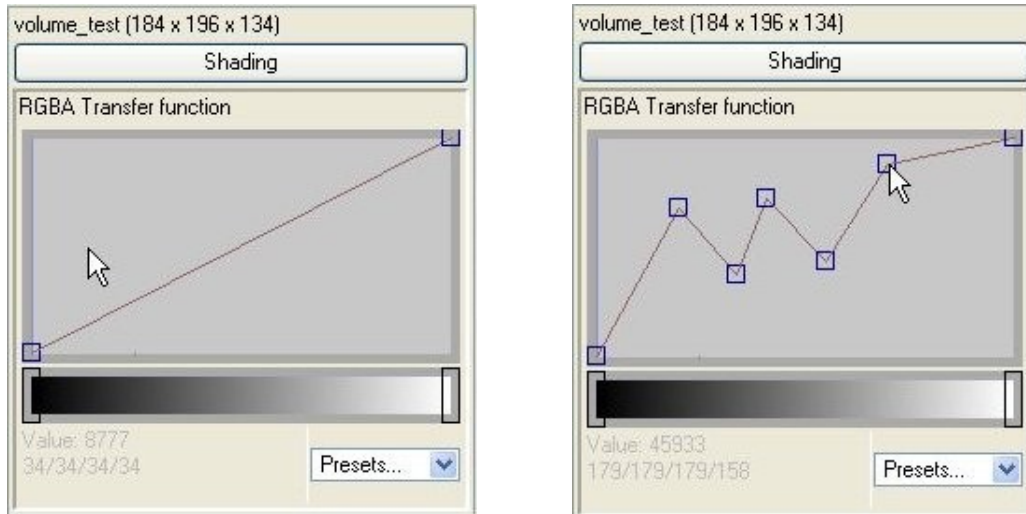 volume_test (184 x 196 x 134)
Shading
RGBA Transfer function
Value: 8777
34/34/34/34
Presets...
volume_test (184 x 196 x 134)
Shading
RGBA Transfer function
Value: 45933
179/179/179/158
Presets...